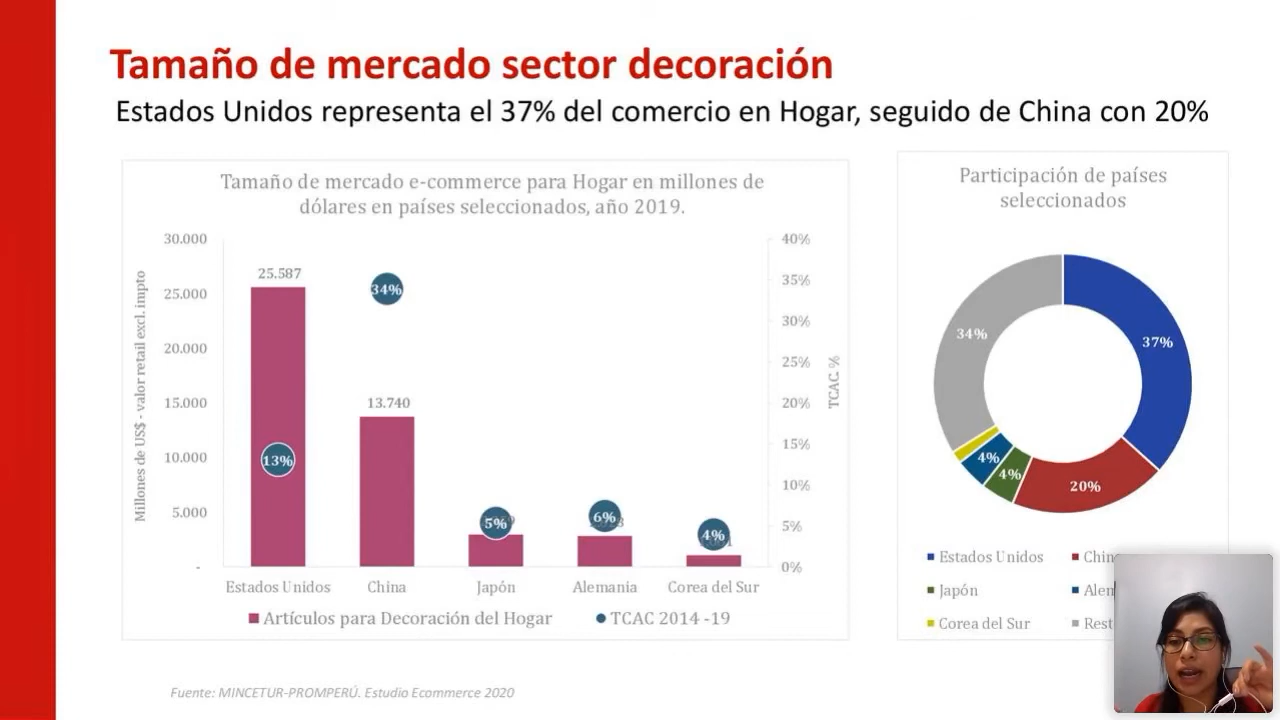 Tamaño de mercado sector decoración
Estados Unidos representa el 37% del comercio en Hogar, seguido de China con 20%
Tamaño de mercado e-commerce para Hogar en millones de
dólares en países seleccionados, año 2019.
Millones de US$ - valor retail excl. impto
30.000
25.000
20.000
15.000
10.000
5.000
-
25.587
13.740
13%
34%
5%
6%
4%
40%
35%
30%
25%
20%
15%
10%
5%
0%
TCAC. %
Estados Unidos
China
Japón
Alemania
Corea del Sur
Artículos para Decoración del Hogar
TCAC 2014 -19
Participación de países
seleccionados
34%
37%
4%
4%
20%
Estados Unidos
Japón
Corea del Sur
Fuente: MINCETUR-PROMPERÚ. Estudio Ecommerce 2020